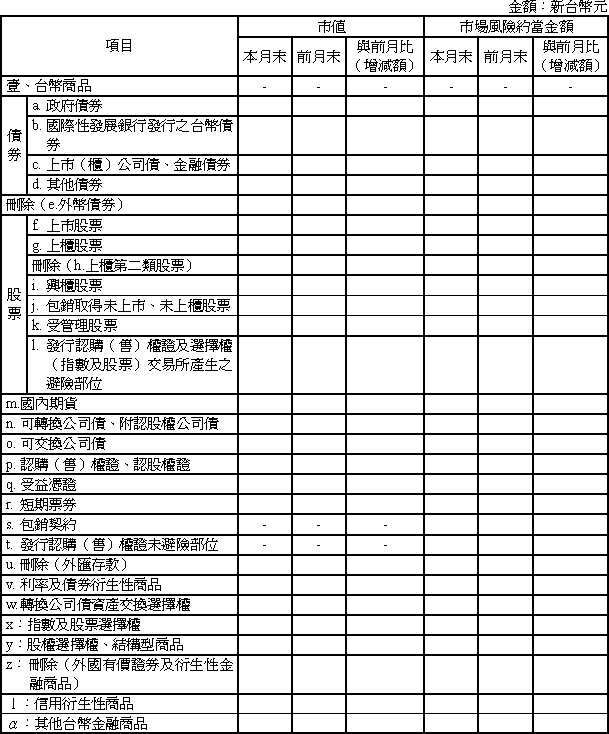 金額：新台幣元
項目
市值
市場風險約當金額
本月末
前月末
與前月比
（增減額）
本月末
前月末
與前月比
（增減額）
壹、台幣商品
-
-
-
-
-
-
債
券
a. 政府債券
b. 國際性發展銀行發行之台幣債
券
c. 上市（櫃）公司債、金融債券
d. 其他債券
刪除（e.外幣債券）
股
票
f. 上市股票
g. 上櫃股票
刪除（h.上櫃第二類股票）
i. 興櫃股票
j. 包銷取得未上市、未上櫃股票
k. 受管理股票
l. 發行認購（售）權證及選擇權
（指數及股票）交易所產生之
避險部位
m.國內期貨
n. 可轉換公司債、附認股權公司債
o. 可交換公司債
p. 認購（售）權證、認股權證
q. 受益憑證
r. 短期票券
s. 包銷契約
-
-
-
t. 發行認購（售）權證未避險部位
-
-
-
u. 刪除（外匯存款）
v. 利率及債券衍生性商品
w.轉換公司債資產交換選擇權
x：指數及股票選擇權
y：股權選擇權、結構型商品
z：刪除（外國有價證券及衍生性金
融商品）
l：信用衍生性商品
α：其他台幣金融商品